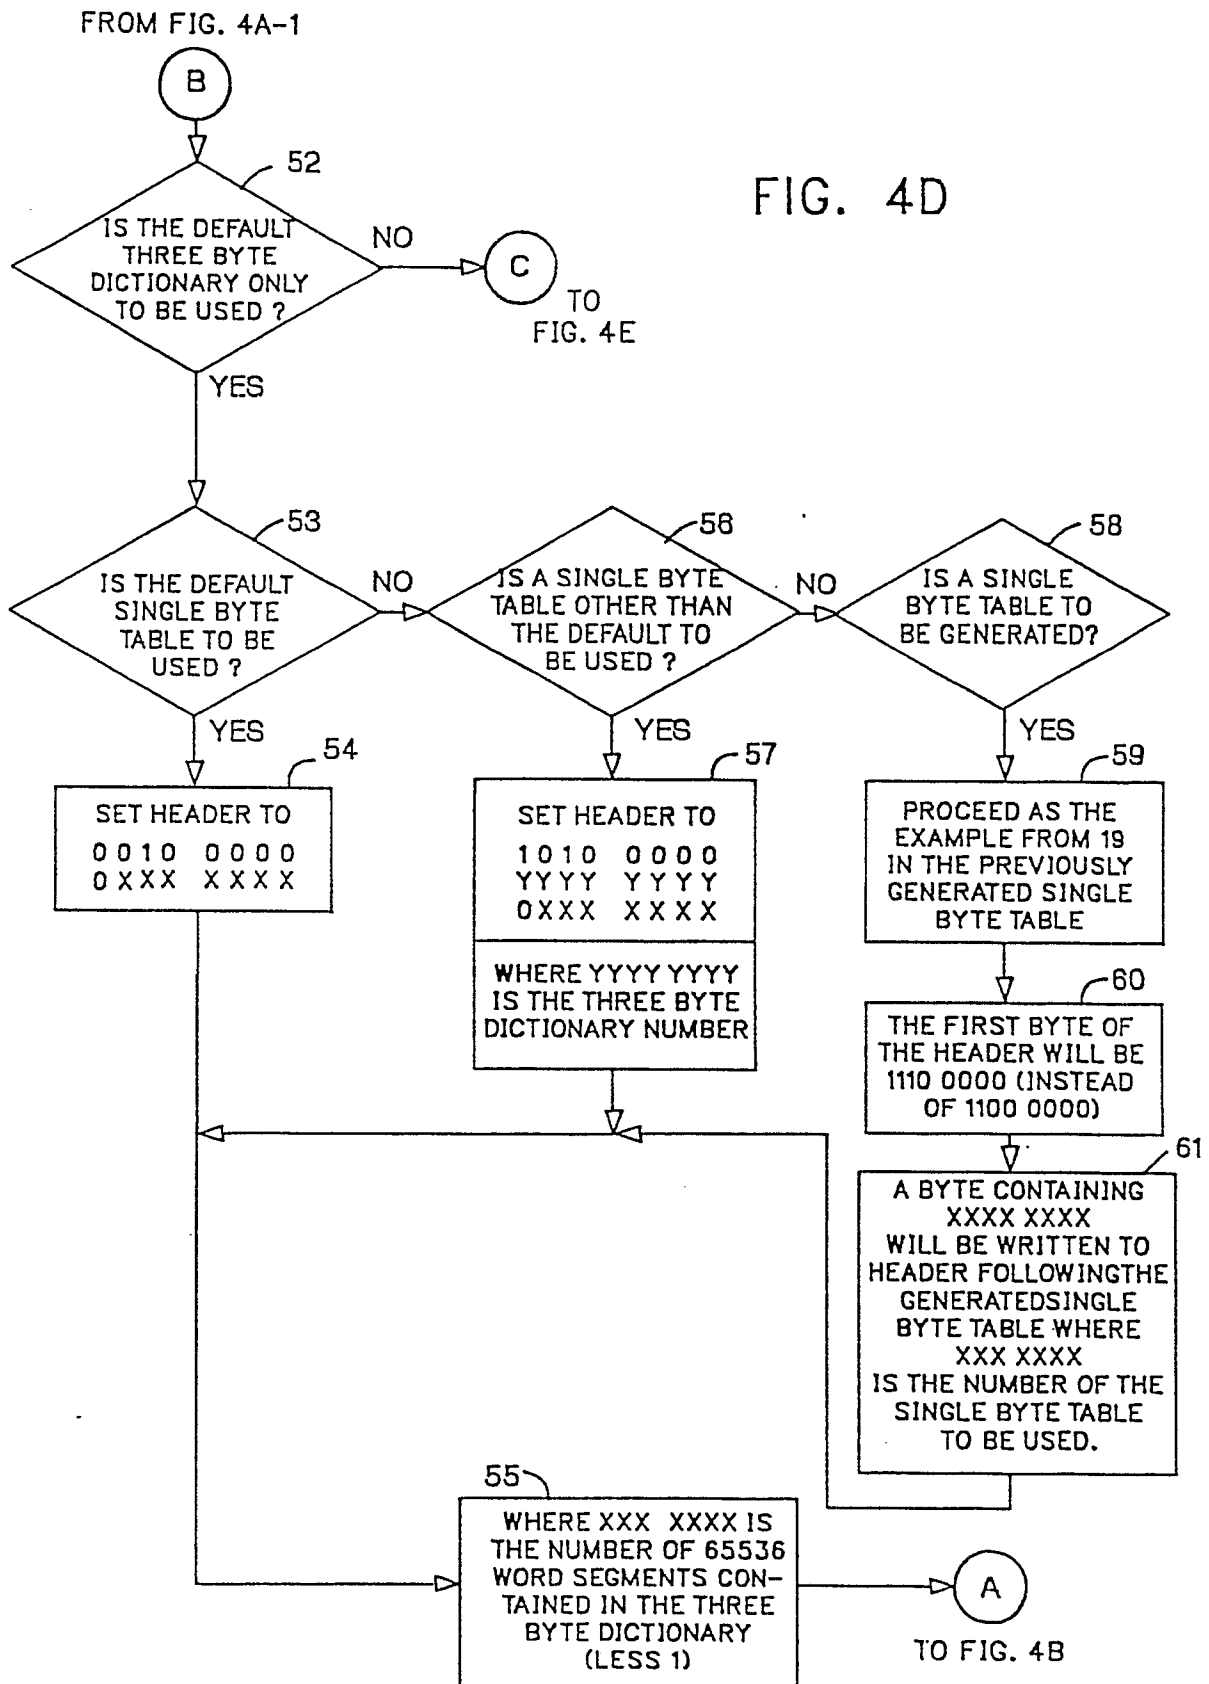 FROM FIG. 4A-1
B
52
FIG. 4D
IS THE DEFAULT
THREE BYTE
DICTIONARY ONLY
TO BE USED ?
NO
C
TO
FIG. 4E
YES
53
IS THE DEFAULT
SINGLE BYTE
TABLE TO BE
USED ?
NO
56
IS A SINGLE BYTE
TABLE OTHER THAN
THE DEFAULT TO
BE USED ?
NO
58
IS A SINGLE
BYTE TABLE TO
BE GENERATED?
YES
54
SET HEADER TO
0010 0000
0XXX XXXX
YES
57
SET HEADER TO
1010 0000
YYYY YYYY
0XXX XXXX
WHERE YYYY YYYY
IS THE THREE BYTE
DICTIONARY NUMBER
YES
59
PROCEED AS THE
EXAMPLE FROM 19
IN THE PREVIOUSLY
GENERATED SINGLE
BYTE TABLE
60
THE FIRST BYTE OF
THE HEADER WILL BE
1110 0000 (INSTEAD
OF 1100 0000)
61
A BYTE CONTAINING
XXXX XXXX
WILL BE WRITTEN TO
HEADER FOLLOWINGTHE
GENERATEDSINGLE
BYTE TABLE WHERE
XXX XXXX
IS THE NUMBER OF THE
SINGLE BYTE TABLE
TO BE USED.
55
WHERE XXX XXXX IS
THE NUMBER OF 65536
WORD SEGMENTS CON-
TAINED IN THE THREE
BYTE DICTIONARY
(LESS 1)
A
TO FIG. 4B